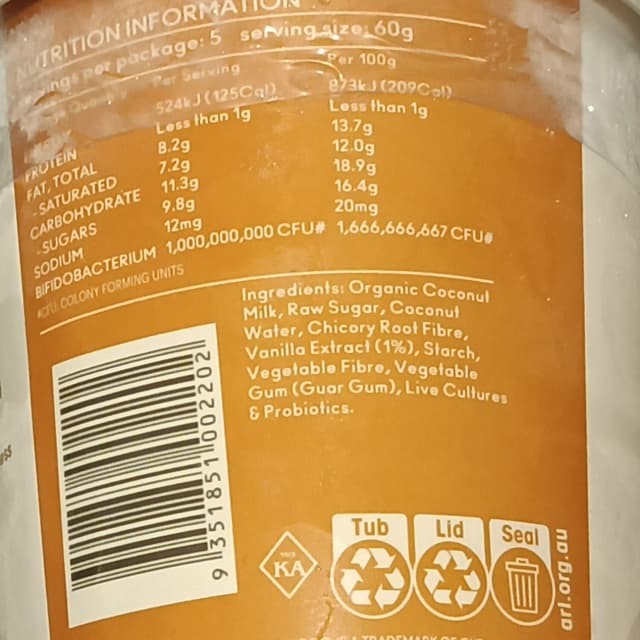 NUTRITION INFORMATION
Servings per package: 5 serving size: 60g
Per Serving Per 100g
524kJ (125Cal) 873kJ (209Cal)
PROTEIN Less than 1g Less than 1g
FAT, TOTAL 8.2g 13.7g
-SATURATED 7.2g 12.0g
CARBOHYDRATE 11.3g 18.9g
-SUGARS 9.8g 16.4g
SODIUM 12mg 20mg
BIFIDOBACTERIUM 1,000,000,000 CFU# 1,666,666,667 CFU#
#CFU: COLONY FORMING UNITS
Ingredients: Organic Coconut
Milk, Raw Sugar, Coconut
Water, Chicory Root Fibre,
Vanilla Extract (1%), Starch,
Vegetable Fibre, Vegetable
Gum (Guar Gum), Live Cultures
& Probiotics.
9 351851 002202
KA
Tub Lid Seal
arl.org.au